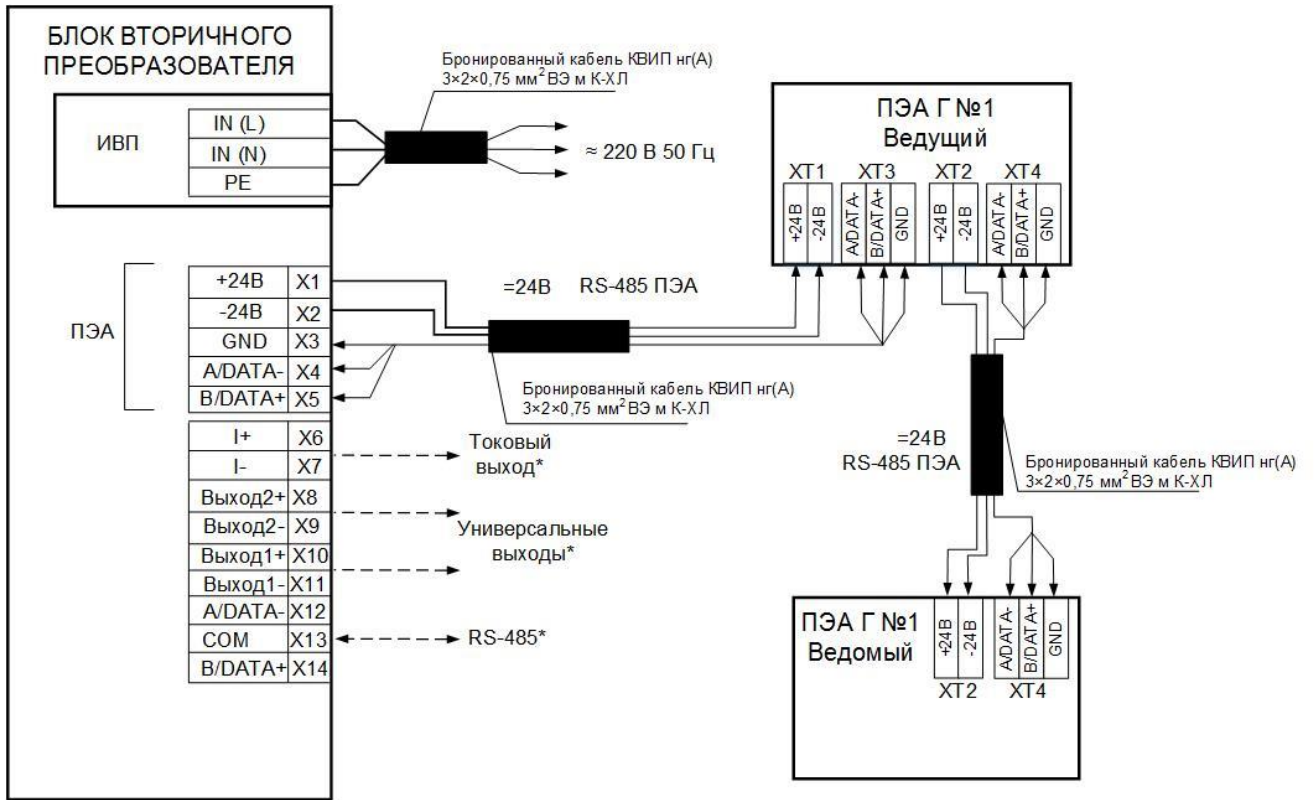 БЛОК ВТОРИЧНОГО
ПРЕОБРАЗОВАТЕЛЯ
ИВП
IN (L)
IN (N)
PE
Бронированный кабель КВИП нг(А)
3×2×0,75 мм² ВЭ м К-ХЛ
≈ 220 В 50 Гц
ПЭА
+24В X1
-24В X2
GND X3
A/DATA- X4
B/DATA+ X5
I+ X6
I- X7
Выход2+ X8
Выход2- X9
Выход1+ X10
Выход1- X11
A/DATA- X12
COM X13
B/DATA+ X14
=24В RS-485 ПЭА
Бронированный кабель КВИП нг(А)
3×2×0,75 мм² ВЭ м К-ХЛ
Токовый
выход*
Универсальные
выходы*
RS-485*
ПЭА Г №1
Ведущий
XT1 XT3 XT2 XT4
+24В
-24В
A/DATA-
B/DATA+
GND
+24В
-24В
A/DATA-
B/DATA+
GND
=24В
RS-485 ПЭА
Бронированный кабель КВИП нг(А)
3×2×0,75 мм² ВЭ м К-ХЛ
ПЭА Г №1
Ведомый
+24В
-24В
A/DATA-
B/DATA+
GND
XT2 XT4